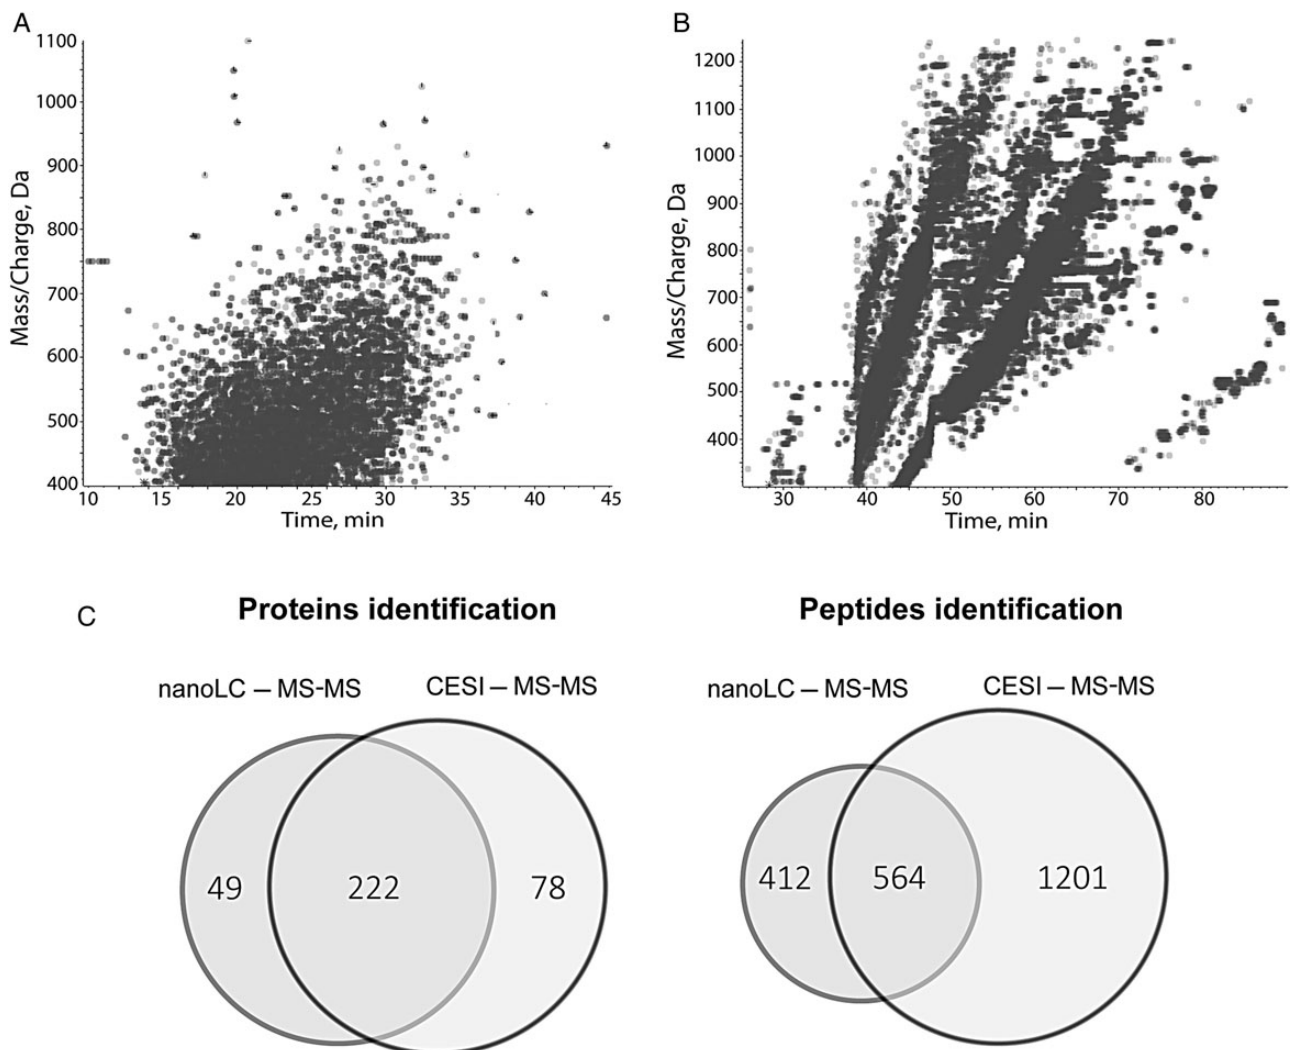 A
B
1100
1000
900
800
700
600
500
400
Mass/Charge, Da
10 15 20 25 30 35 40 45
Time, min
1200
1100
1000
900
800
700
600
500
400
Mass/Charge, Da
30 40 50 60 70 80
Time, min
C
Proteins identification
Peptides identification
nanoLC – MS-MS
CESI – MS-MS
nanoLC – MS-MS
CESI – MS-MS
49
222
78
412
564
1201